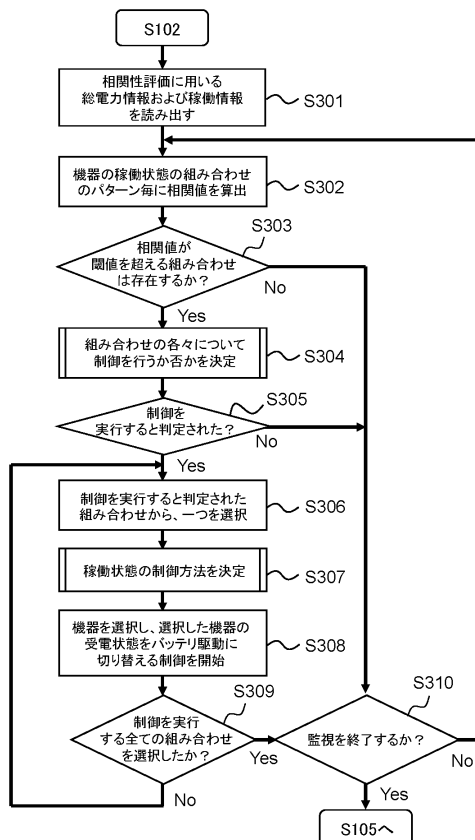 S102
相関性評価に用いる
総電力情報および稼働情報
を読み出す
S301
機器の稼働状態の組み合わせ
のパターン毎に相関値を算出
S302
相関値が
閾値を超える組み合わせ
は存在するか?
S303
No
Yes
組み合わせの各々について
制御を行うか否かを決定
S304
制御を
実行すると判定された?
S305
No
Yes
制御を実行すると判定された
組み合わせから、一つを選択
S306
稼働状態の制御方法を決定
S307
機器を選択し、選択した機器の
受電状態をバッテリ駆動に
切り替える制御を開始
S308
制御を実行
する全ての組み合わせ
を選択したか?
S309
Yes
No
監視を終了するか?
S310
No
Yes
S105へ